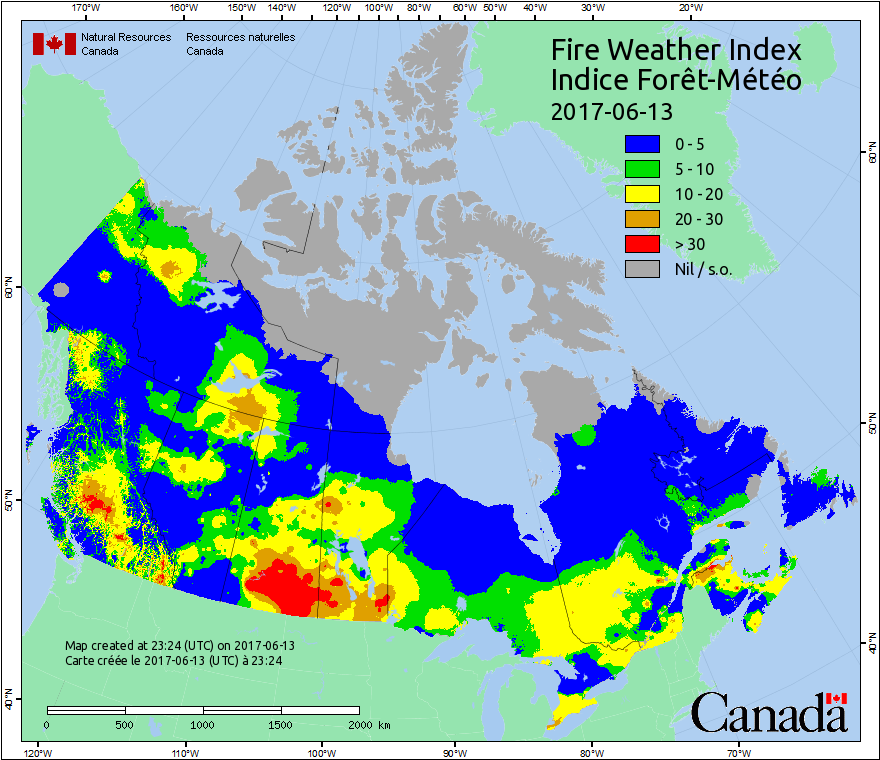 170°W 160°W 150°W 140°W 120°W 100°W 80°W 60°W 50°W 40°W 30°W 20°W
Natural Resources Ressources naturelles
Canada Canada
Fire Weather Index
Indice Forêt-Météo
2017-06-13
0 - 5
5 - 10
10 - 20
20 - 30
> 30
Nil / s.o.
60°N
60°N
50°N
50°N
40°N
40°N
Map created at 23:24 (UTC) on 2017-06-13
Carte créée le 2017-06-13 (UTC) à 23:24
0 500 1000 1500 2000 km
Canada
120°W 110°W 100°W 90°W 80°W 70°W